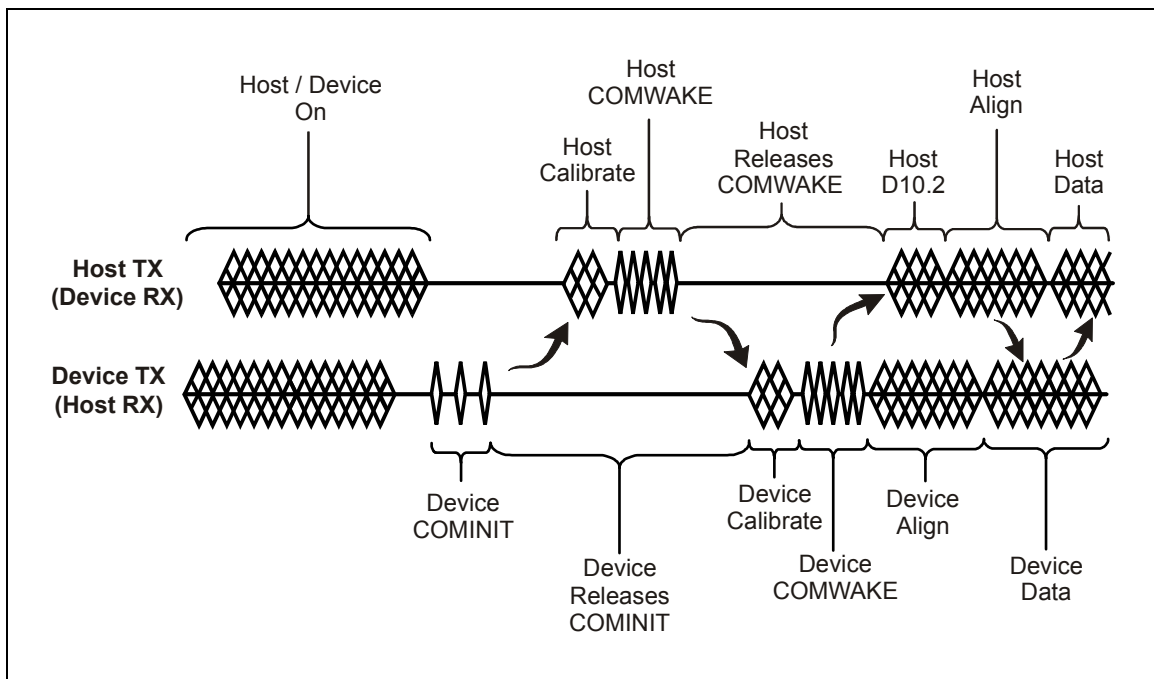 Host / Device
On
Host
COMWAKE
Host
Calibrate
Host
Releases
COMWAKE
Host
D10.2
Host
Align
Host
Data
Host TX
(Device RX)
Device TX
(Host RX)
Device
COMINIT
Device
Releases
COMINIT
Device
Calibrate
Device
COMWAKE
Device
Align
Device
Data